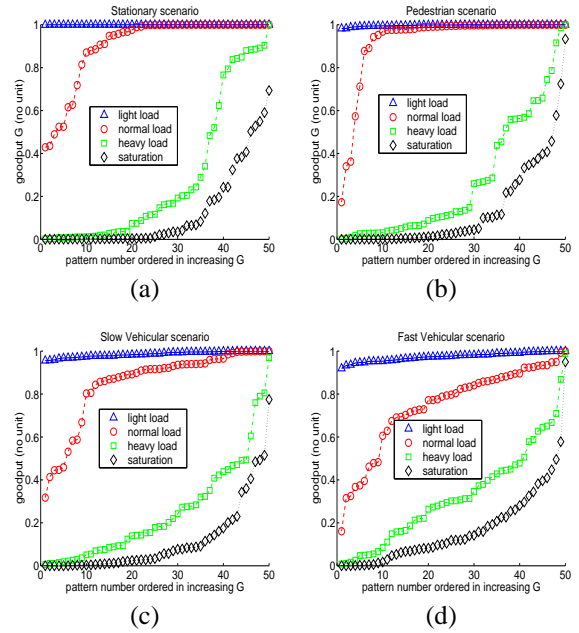 Stationary scenario
1
0.8
0.6
0.4
0.2
0
goodput G (no unit)
light load
normal load
heavy load
saturation
0 10 20 30 40 50
pattern number ordered in increasing G
(a)
Pedestrian scenario
1
0.8
0.6
0.4
0.2
0
goodput G (no unit)
light load
normal load
heavy load
saturation
0 10 20 30 40 50
pattern number ordered in increasing G
(b)
Slow Vehicular scenario
1
0.8
0.6
0.4
0.2
0
goodput G (no unit)
light load
normal load
heavy load
saturation
0 10 20 30 40 50
pattern number ordered in increasing G
(c)
Fast Vehicular scenario
1
0.8
0.6
0.4
0.2
0
goodput G (no unit)
light load
normal load
heavy load
saturation
0 10 20 30 40 50
pattern number ordered in increasing G
(d)